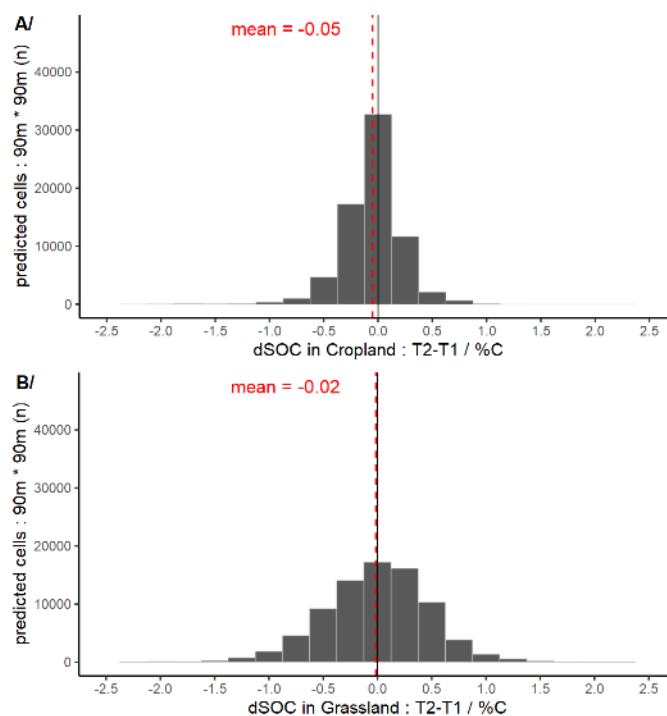 A/
mean = -0.05
predicted cells : 90m * 90m (n)
40000
30000
20000
10000
0
-2.5 -2.0 -1.5 -1.0 -0.5 0.0 0.5 1.0 1.5 2.0 2.5
dSOC in Cropland : T2-T1 / %C
B/
mean = -0.02
predicted cells : 90m * 90m (n)
40000
30000
20000
10000
0
-2.5 -2.0 -1.5 -1.0 -0.5 0.0 0.5 1.0 1.5 2.0 2.5
dSOC in Grassland : T2-T1 / %C